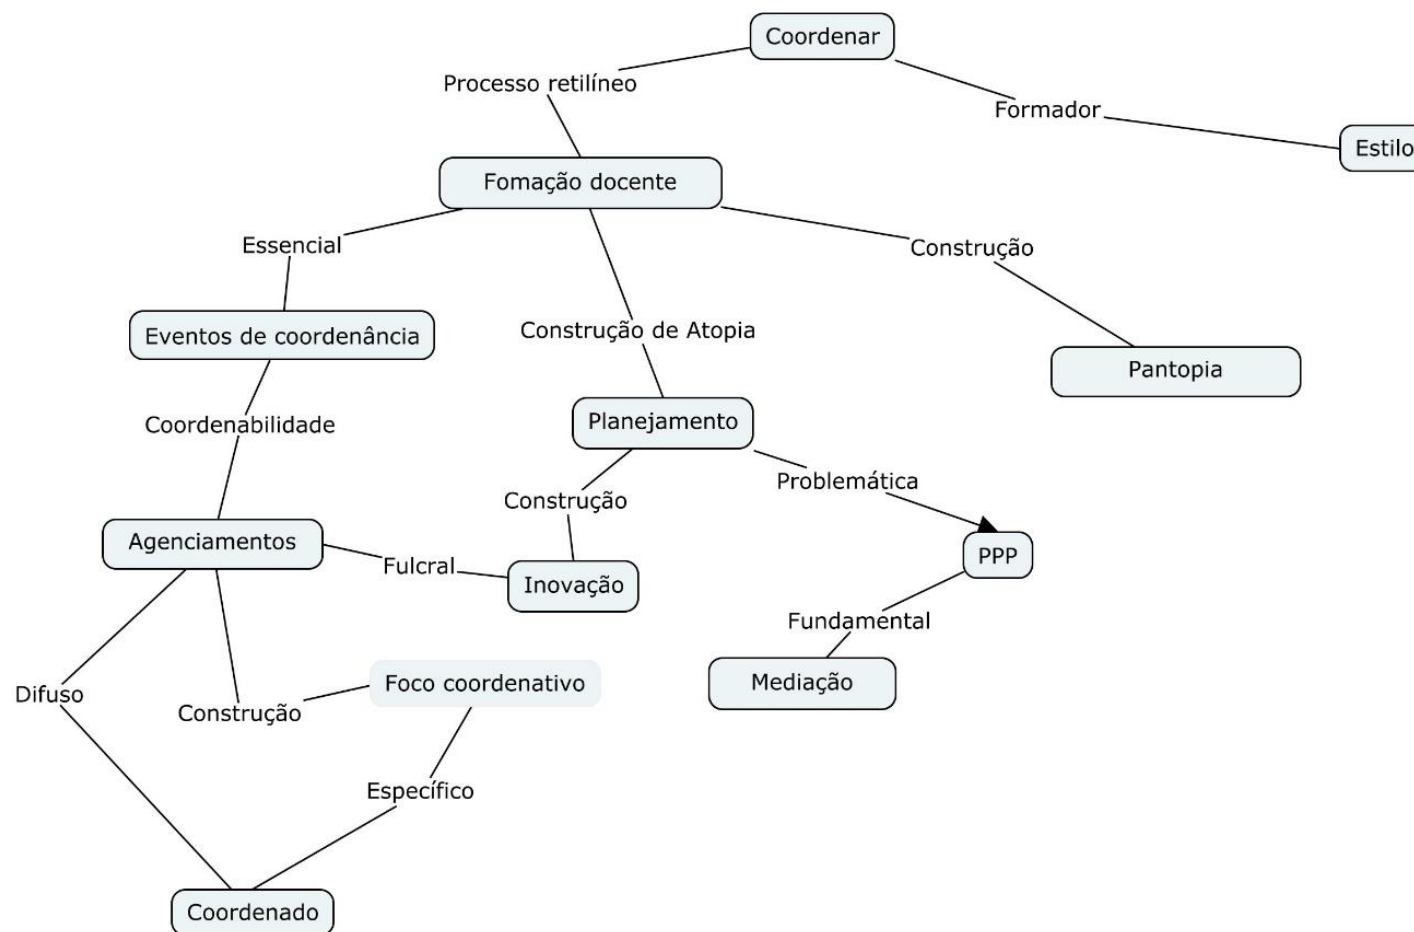 Coordenar
Processo retilíneo
Formador
Estilo
Fomação docente
Essencial
Construção
Eventos de coordenância
Construção de Atopia
Pantopia
Coordenabilidade
Planejamento
Problemática
Construção
Agenciamentos
Fulcral
Inovação
PPP
Fundamental
Difuso
Construção
Foco coordenativo
Mediação
Específico
Coordenado